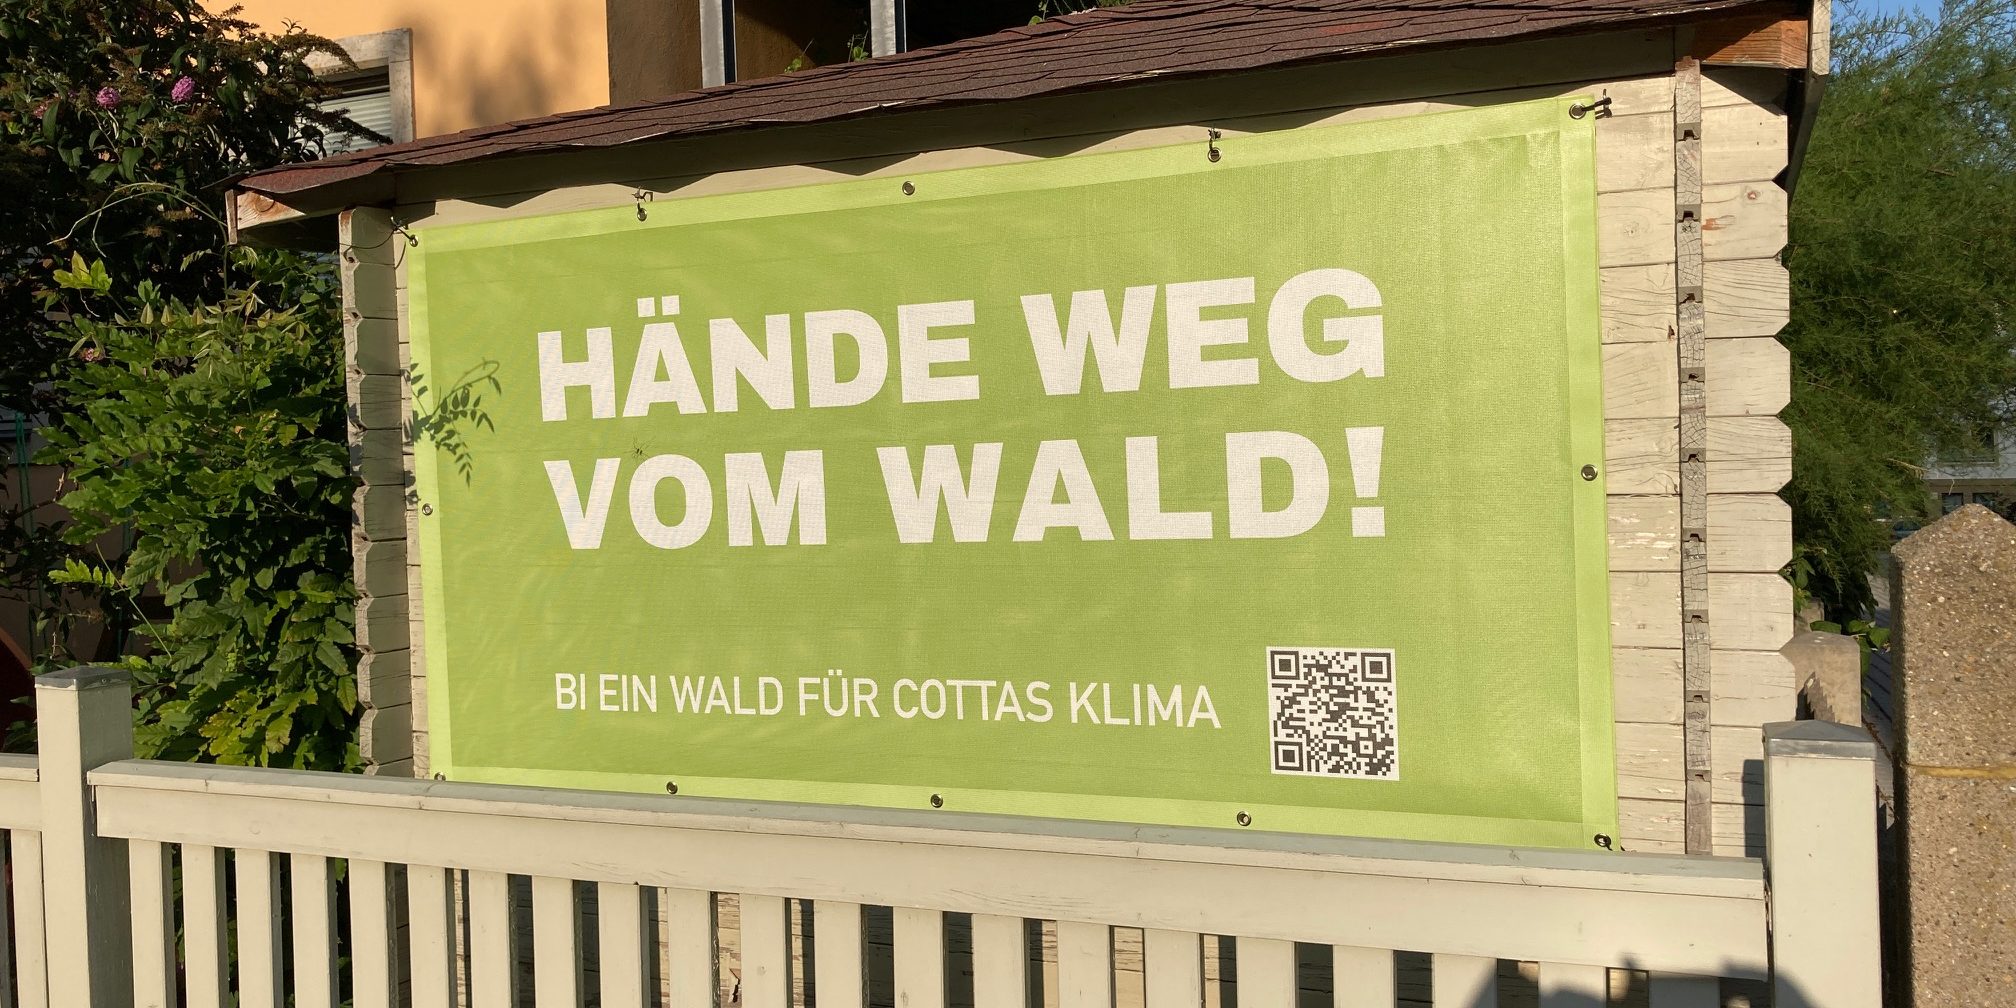 HÄNDE WEG
VOM WALD!
BI EIN WALD FÜR COTTAS KLIMA